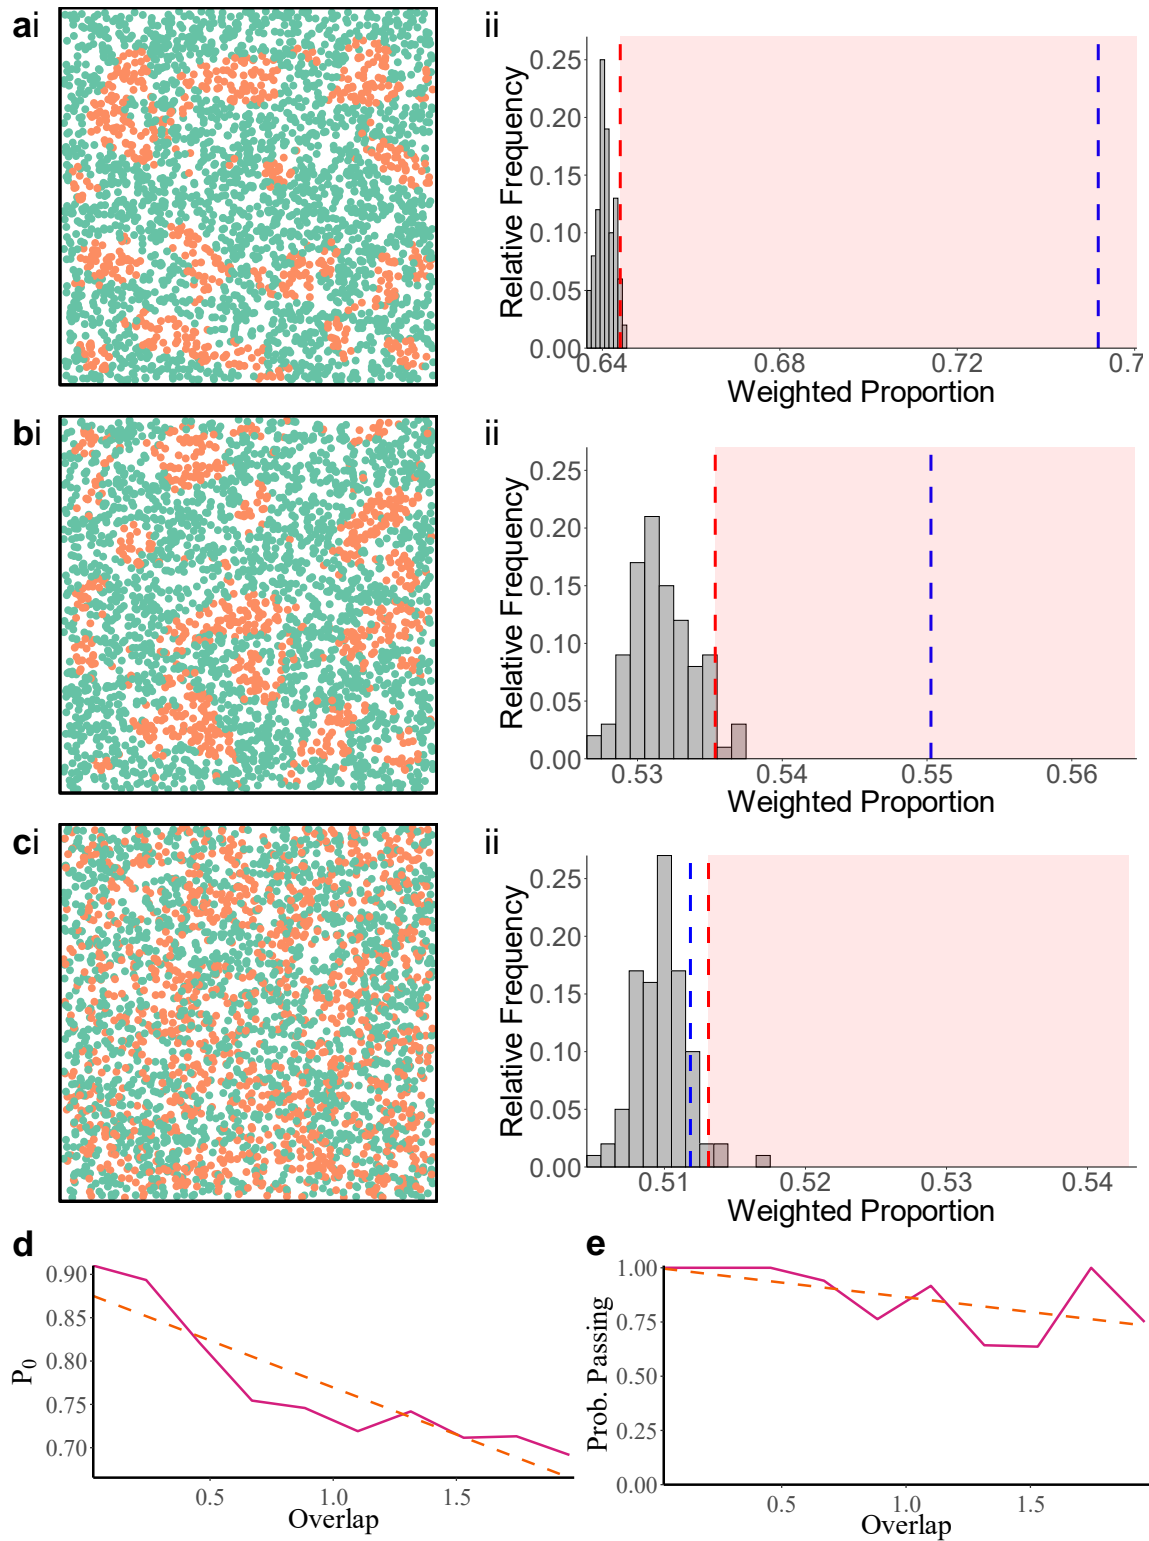 ai
ii
0.25
0.20
0.15
0.10
0.05
0.00
Relative Frequency
0.64 0.68 0.72 0.7
Weighted Proportion
bi
ii
0.25
0.20
0.15
0.10
0.05
0.00
Relative Frequency
0.53 0.54 0.55 0.56
Weighted Proportion
ci
ii
0.25
0.20
0.15
0.10
0.05
0.00
Relative Frequency
0.51 0.52 0.53 0.54
Weighted Proportion
d
0.90
0.85
0.80
0.75
0.70
P0
0.5 1.0 1.5
Overlap
e
1.00
0.75
0.50
0.25
0.00
Prob. Passing
0.5 1.0 1.5
Overlap